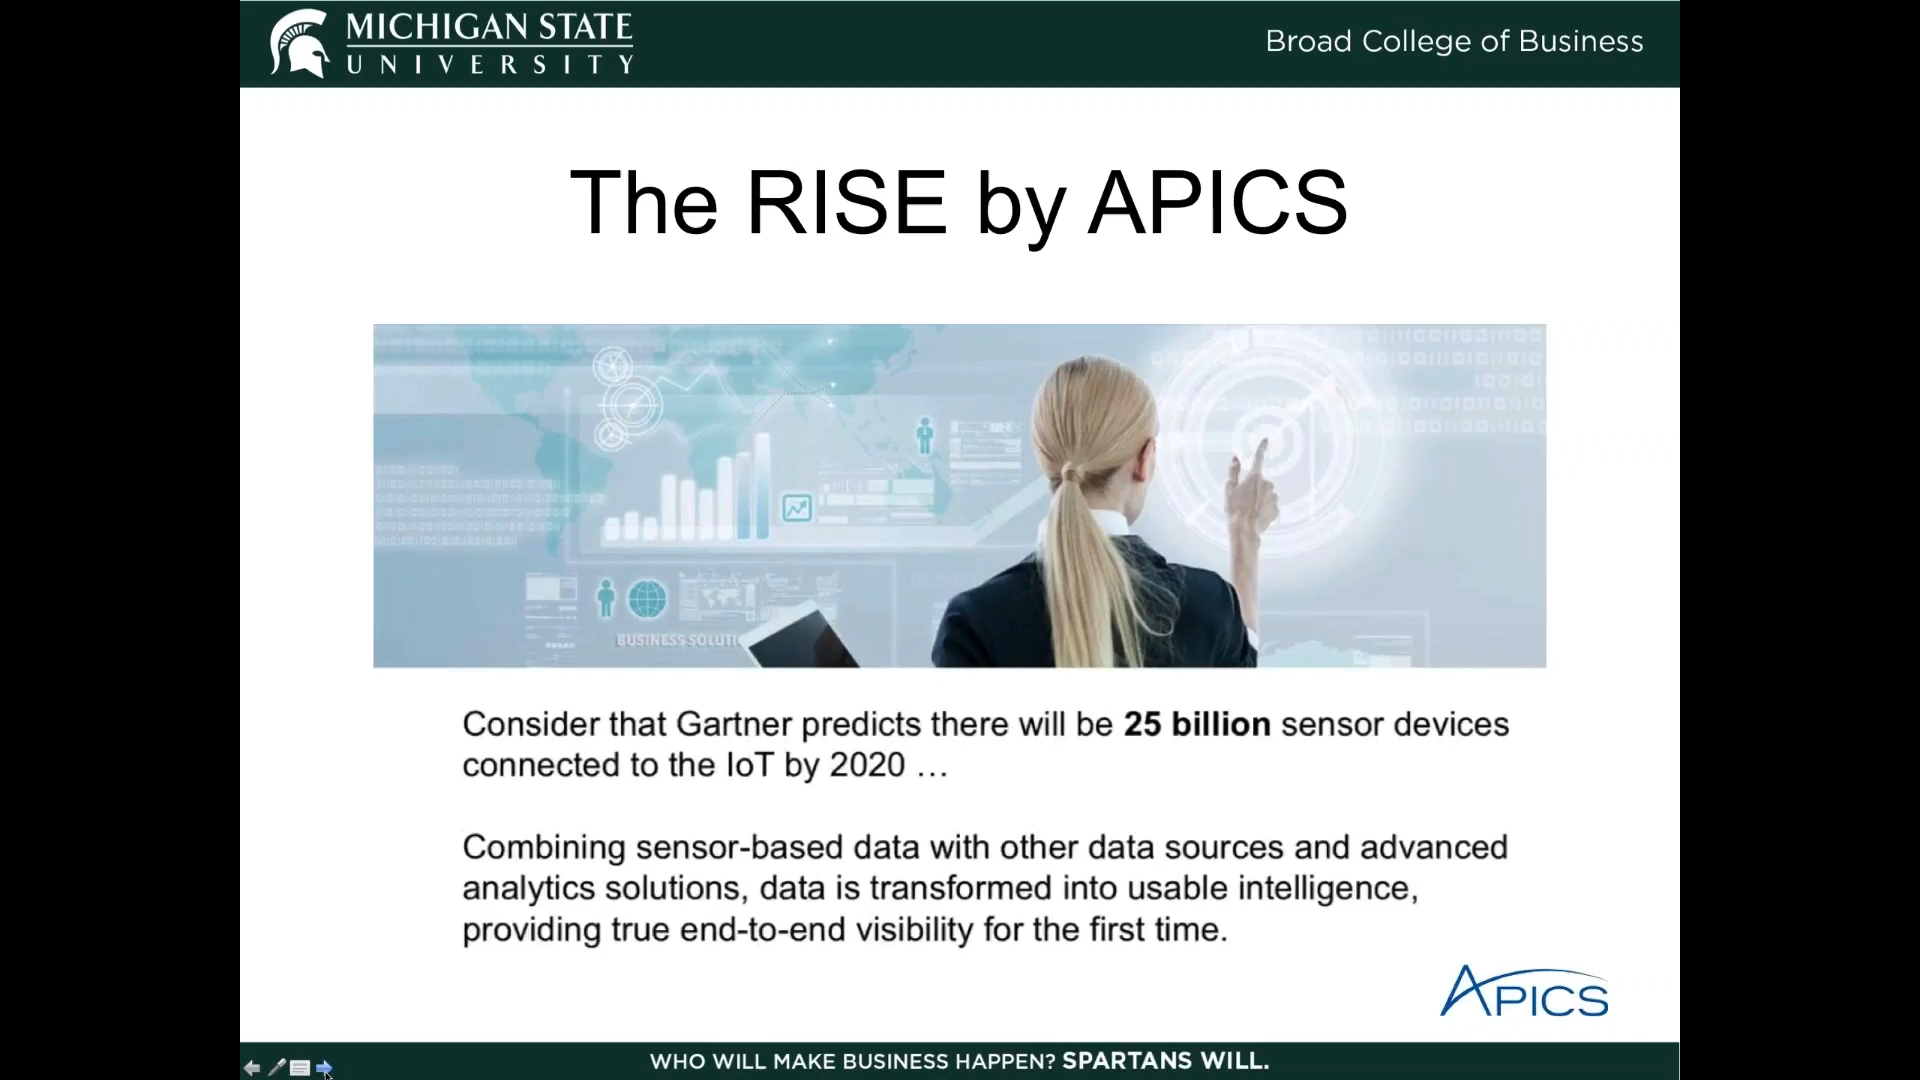 MICHIGAN STATE
UNIVERSITY
Broad College of Business
The RISE by APICS
BUSINESS SOLUTI
Consider that Gartner predicts there will be 25 billion sensor devices
connected to the IoT by 2020 …
Combining sensor-based data with other data sources and advanced
analytics solutions, data is transformed into usable intelligence,
providing true end-to-end visibility for the first time.
APICS
WHO WILL MAKE BUSINESS HAPPEN? SPARTANS WILL.